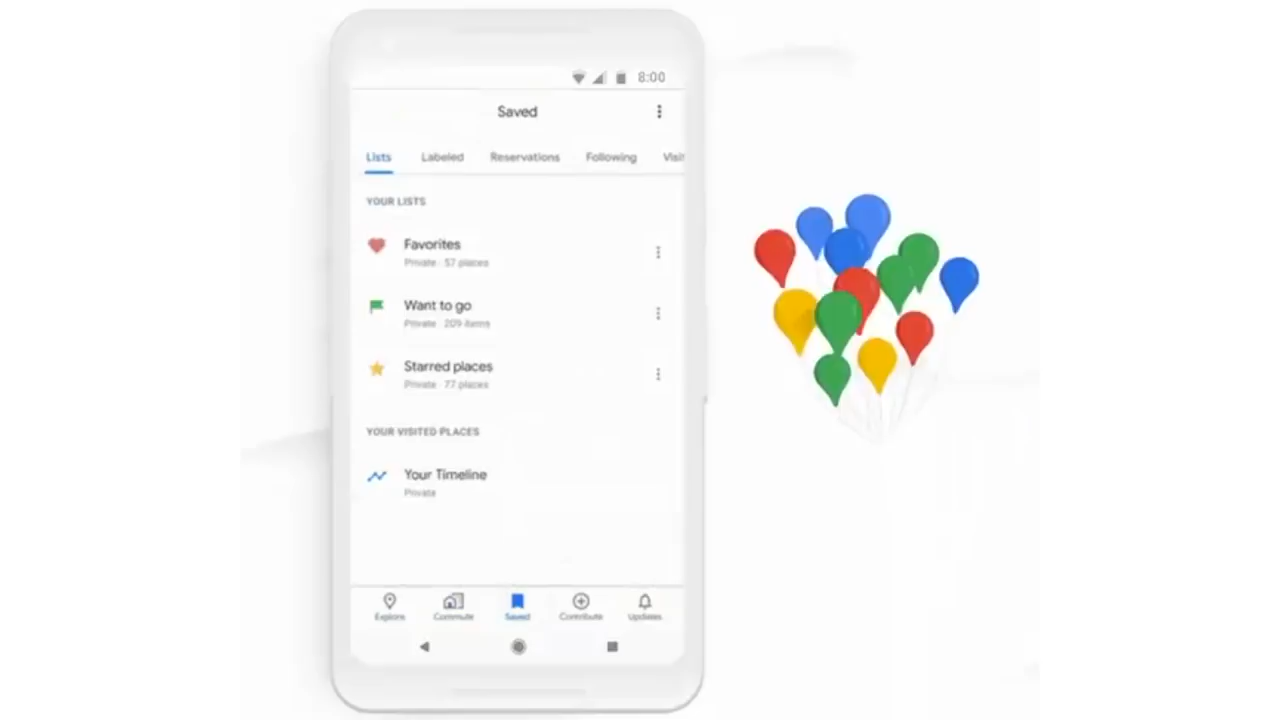 8:00
Saved
Lists Labeled Reservations Following Visit
YOUR LISTS
Favorites
Private · 57 places
Want to go
Private · 209 items
Starred places
Private · 77 places
YOUR VISITED PLACES
Your Timeline
Private
Explore Commute Saved Contribute Updates